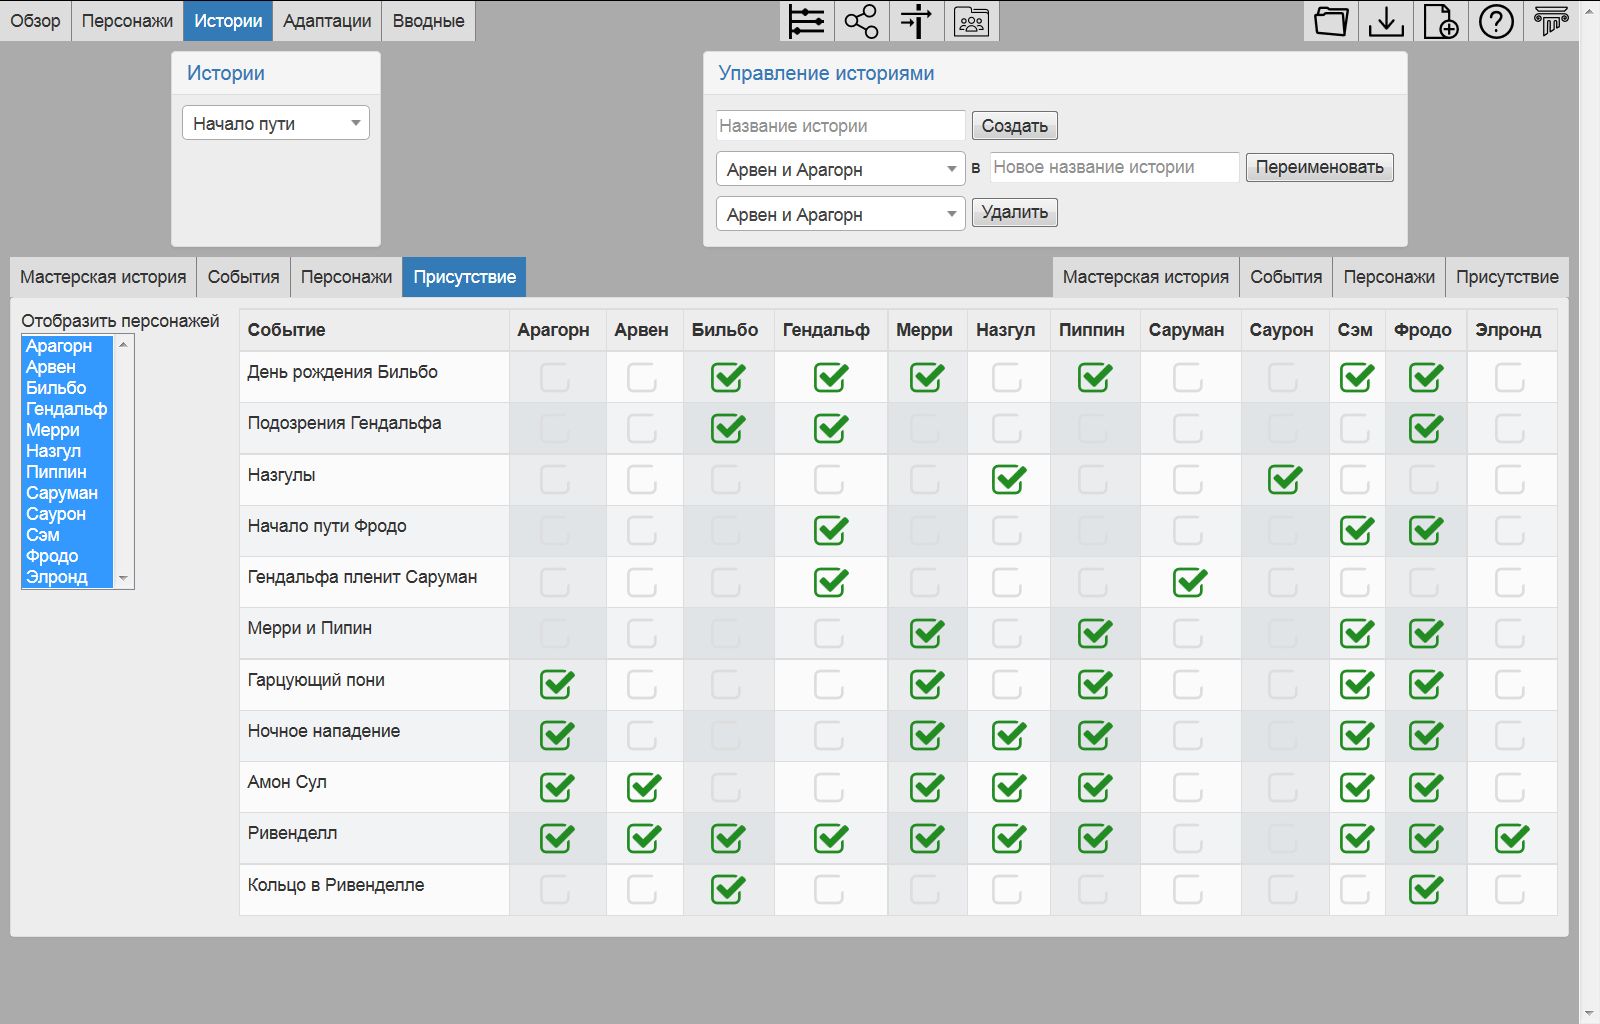 Обзор Персонажи Истории Адаптации Вводные
Истории
Начало пути
Управление историями
Название истории Создать
Арвен и Арагорн в Новое название истории Переименовать
Арвен и Арагорн Удалить
Мастерская история События Персонажи Присутствие
Мастерская история События Персонажи Присутствие
Отобразить персонажей
Арагорн
Арвен
Бильбо
Гендальф
Мерри
Назгул
Пиппин
Саруман
Саурон
Сэм
Фродо
Элронд
Событие Арагорн Арвен Бильбо Гендальф Мерри Назгул Пиппин Саруман Саурон Сэм Фродо Элронд
День рождения Бильбо
Подозрения Гендальфа
Назгулы
Начало пути Фродо
Гендальфа пленит Саруман
Мерри и Пипин
Гарцующий пони
Ночное нападение
Амон Сул
Ривенделл
Кольцо в Ривенделле